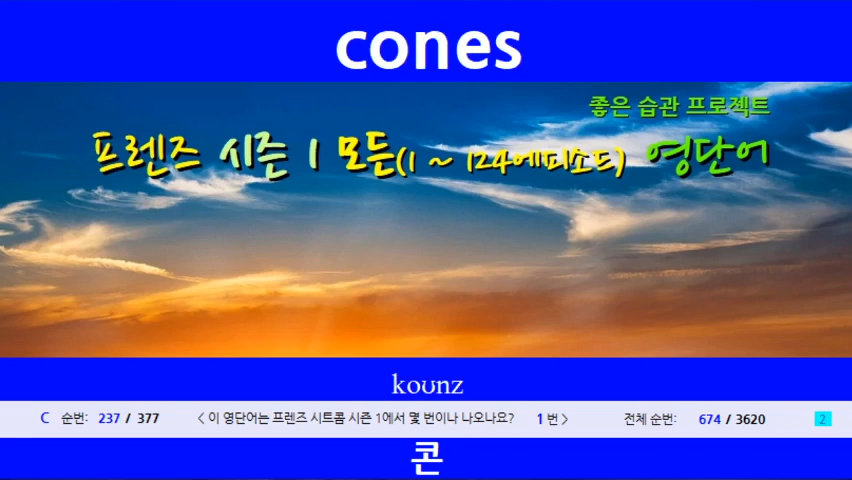 cones
좋은 습관 프로젝트
프렌즈 시즌 1 모든(1 ~ 124에피소드) 영단어
kounz
C 순번: 237 / 377 < 이 영단어는 프렌즈 시트콤 시즌 1에서 몇 번이나 나오나요? 1 번 > 전체 순번: 674 / 3620 2
콘